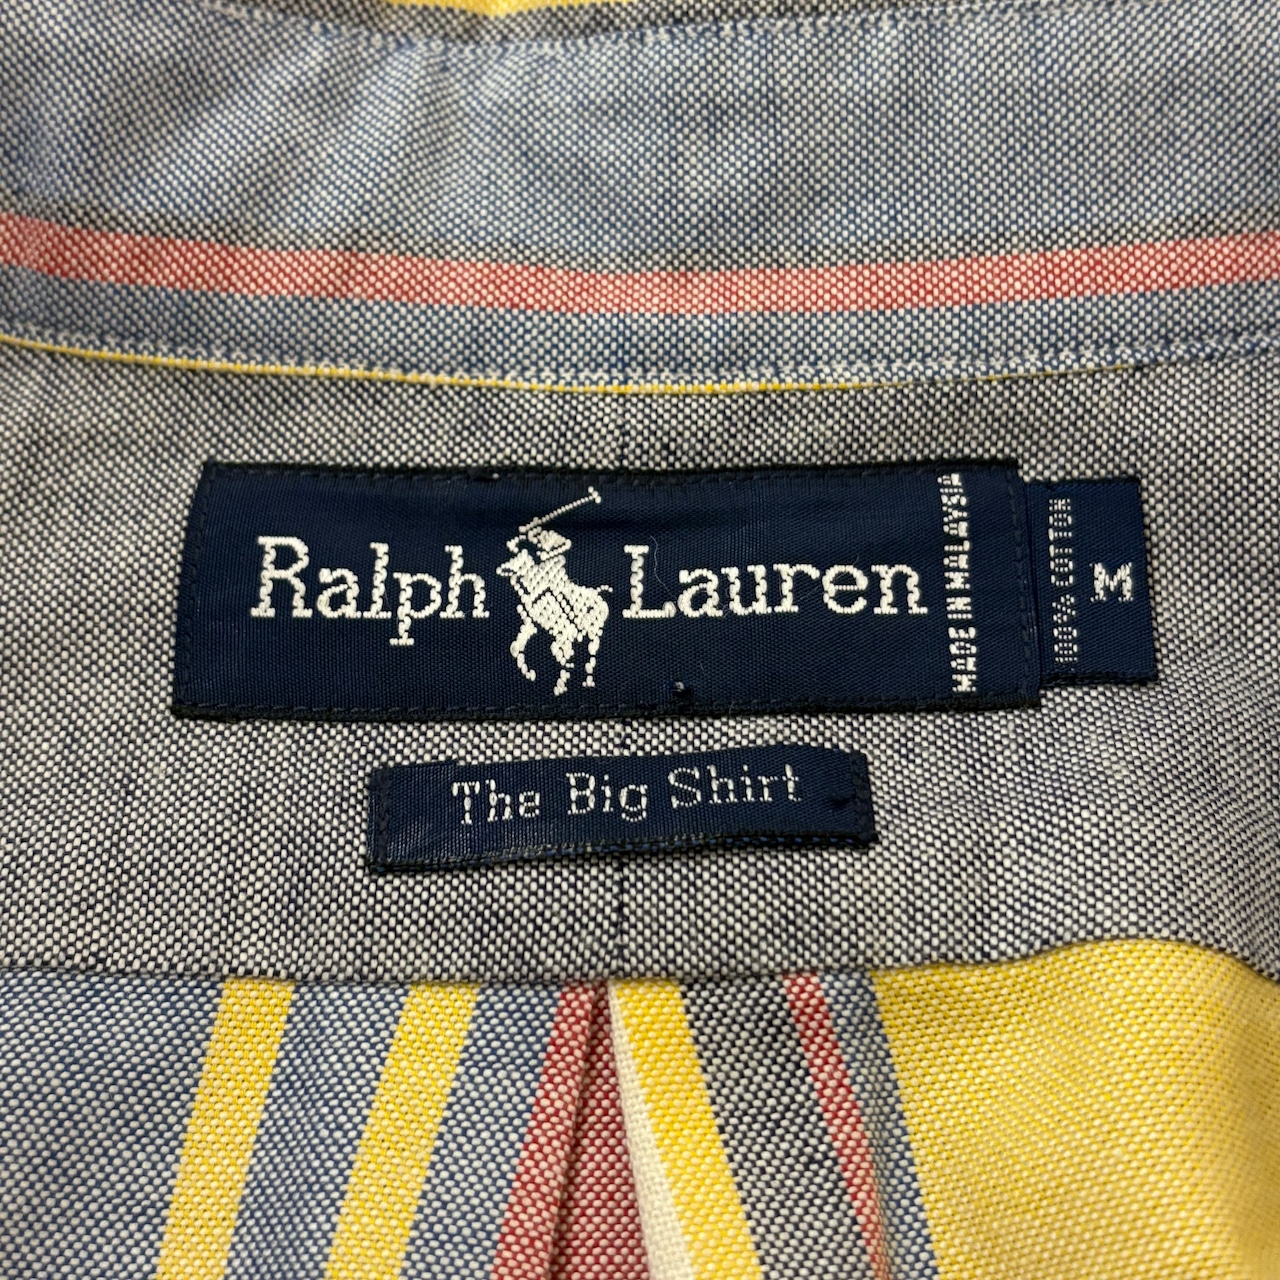 Ralph Lauren
MADE IN MALAYSIA
100% COTTON
M
The Big Shirt